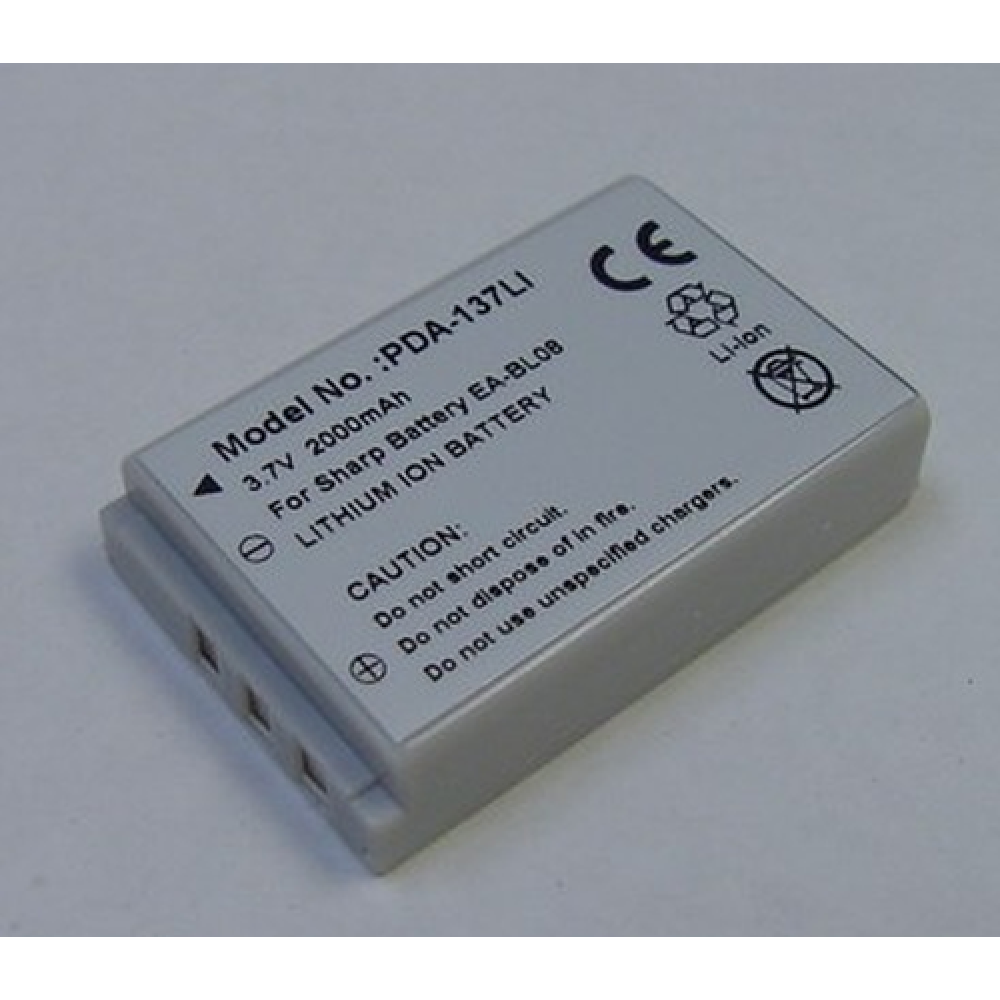 Model No. :PDA-137LI
3.7V 2000mAh
For Sharp Battery EA-BL08
LITHIUM ION BATTERY
CAUTION:
Do not short circuit.
Do not dispose of in fire.
Do not use unspecified chargers.
CE
Li-Ion